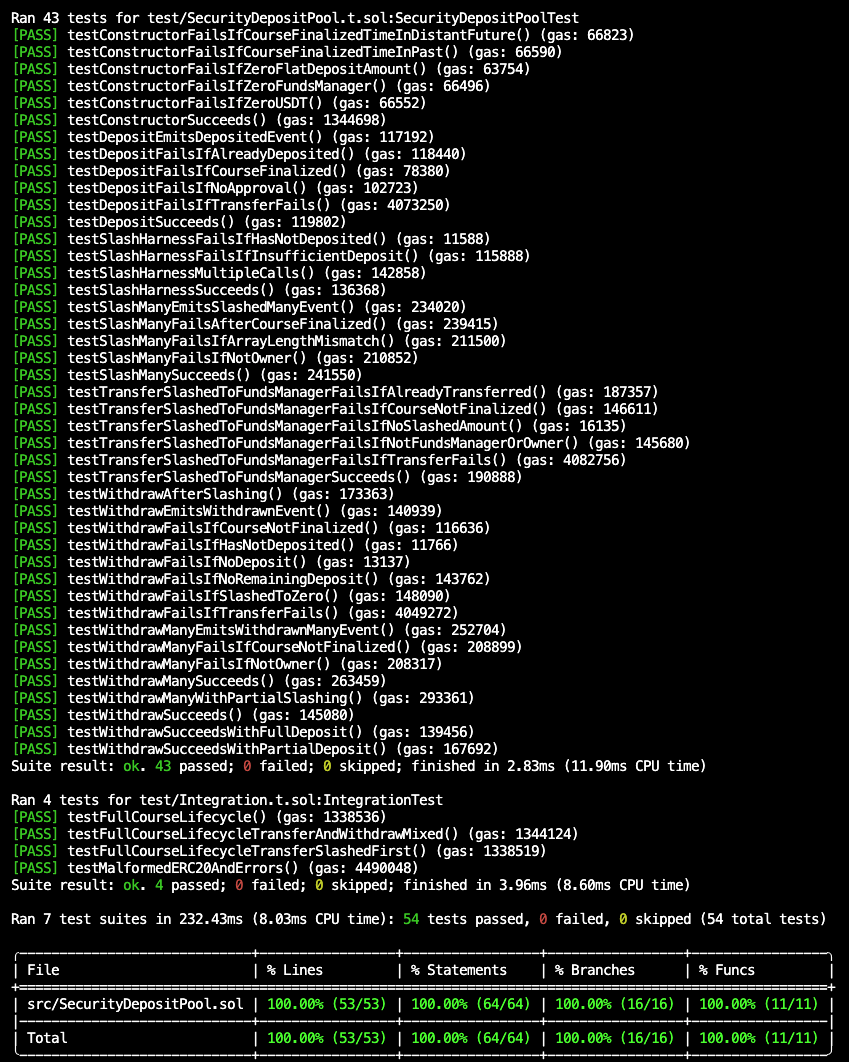 Ran 43 tests for test/SecurityDepositPool.t.sol:SecurityDepositPoolTest
[PASS] testConstructorFailsIfCourseFinalizedTimeInDistantFuture() (gas: 66823)
[PASS] testConstructorFailsIfCourseFinalizedTimeInPast() (gas: 66590)
[PASS] testConstructorFailsIfZeroFlatDepositAmount() (gas: 63754)
[PASS] testConstructorFailsIfZeroFundsManager() (gas: 66496)
[PASS] testConstructorFailsIfZeroUSDT() (gas: 66552)
[PASS] testConstructorSucceeds() (gas: 1344698)
[PASS] testDepositEmitsDepositedEvent() (gas: 117192)
[PASS] testDepositFailsIfAlreadyDeposited() (gas: 118440)
[PASS] testDepositFailsIfCourseFinalized() (gas: 78380)
[PASS] testDepositFailsIfNoApproval() (gas: 102723)
[PASS] testDepositFailsIfTransferFails() (gas: 4073250)
[PASS] testDepositSucceeds() (gas: 119802)
[PASS] testSlashHarnessFailsIfHasNotDeposited() (gas: 11588)
[PASS] testSlashHarnessFailsIfInsufficientDeposit() (gas: 115888)
[PASS] testSlashHarnessMultipleCalls() (gas: 142858)
[PASS] testSlashHarnessSucceeds() (gas: 136368)
[PASS] testSlashManyEmitsSlashedManyEvent() (gas: 234020)
[PASS] testSlashManyFailsAfterCourseFinalized() (gas: 239415)
[PASS] testSlashManyFailsIfArrayLengthMismatch() (gas: 211500)
[PASS] testSlashManyFailsIfNotOwner() (gas: 210852)
[PASS] testSlashManySucceeds() (gas: 241550)
[PASS] testTransferSlashedToFundsManagerFailsIfAlreadyTransferred() (gas: 187357)
[PASS] testTransferSlashedToFundsManagerFailsIfCourseNotFinalized() (gas: 146611)
[PASS] testTransferSlashedToFundsManagerFailsIfNoSlashedAmount() (gas: 16135)
[PASS] testTransferSlashedToFundsManagerFailsIfNotFundsManagerOrOwner() (gas: 145680)
[PASS] testTransferSlashedToFundsManagerFailsIfTransferFails() (gas: 4082756)
[PASS] testTransferSlashedToFundsManagerSucceeds() (gas: 190888)
[PASS] testWithdrawAfterSlashing() (gas: 173363)
[PASS] testWithdrawEmitsWithdrawnEvent() (gas: 140939)
[PASS] testWithdrawFailsIfCourseNotFinalized() (gas: 116636)
[PASS] testWithdrawFailsIfHasNotDeposited() (gas: 11766)
[PASS] testWithdrawFailsIfNoDeposit() (gas: 13137)
[PASS] testWithdrawFailsIfNoRemainingDeposit() (gas: 143762)
[PASS] testWithdrawFailsIfSlashedToZero() (gas: 148090)
[PASS] testWithdrawFailsIfTransferFails() (gas: 4049272)
[PASS] testWithdrawManyEmitsWithdrawnManyEvent() (gas: 252704)
[PASS] testWithdrawManyFailsIfCourseNotFinalized() (gas: 208899)
[PASS] testWithdrawManyFailsIfNotOwner() (gas: 208317)
[PASS] testWithdrawManySucceeds() (gas: 263459)
[PASS] testWithdrawManyWithPartialSlashing() (gas: 293361)
[PASS] testWithdrawSucceeds() (gas: 145080)
[PASS] testWithdrawSucceedsWithFullDeposit() (gas: 139456)
[PASS] testWithdrawSucceedsWithPartialDeposit() (gas: 167692)
Suite result: ok. 43 passed; 0 failed; 0 skipped; finished in 2.83ms (11.90ms CPU time)
Ran 4 tests for test/Integration.t.sol:IntegrationTest
[PASS] testFullCourseLifecycle() (gas: 1338536)
[PASS] testFullCourseLifecycleTransferAndWithdrawMixed() (gas: 1344124)
[PASS] testFullCourseLifecycleTransferSlashedFirst() (gas: 1338519)
[PASS] testMalformedERC20AndErrors() (gas: 4490048)
Suite result: ok. 4 passed; 0 failed; 0 skipped; finished in 3.96ms (8.60ms CPU time)
Ran 7 test suites in 232.43ms (8.03ms CPU time): 54 tests passed, 0 failed, 0 skipped (54 total tests)
| File | % Lines | % Statements | % Branches | % Funcs |
| src/SecurityDepositPool.sol | 100.00% (53/53) | 100.00% (64/64) | 100.00% (16/16) | 100.00% (11/11) |
| Total | 100.00% (53/53) | 100.00% (64/64) | 100.00% (16/16) | 100.00% (11/11) |